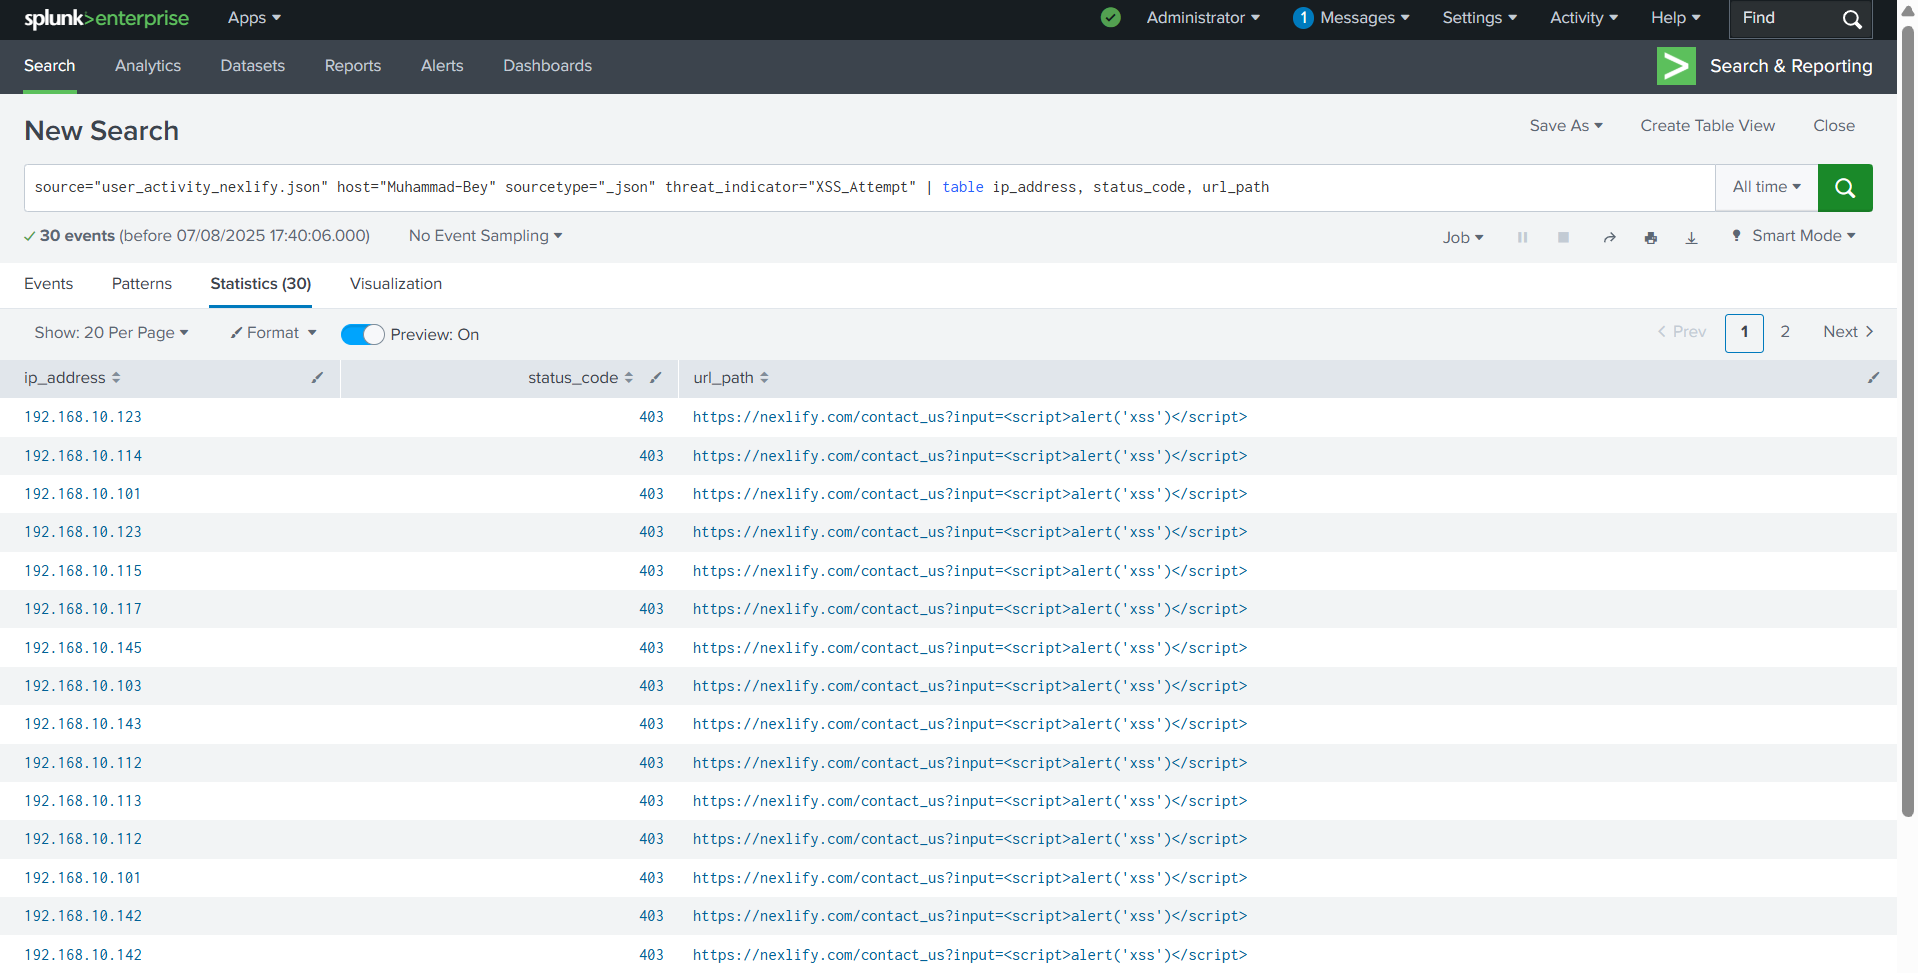 splunk>enterprise Apps Administrator 1 Messages Settings Activity Help Find
Search Analytics Datasets Reports Alerts Dashboards Search & Reporting
New Search Save As Create Table View Close
source="user_activity_nexlify.json" host="Muhammad-Bey" sourcetype="_json" threat_indicator="XSS_Attempt" | table ip_address, status_code, url_path All time
30 events (before 07/08/2025 17:40:06.000) No Event Sampling Job Smart Mode
Events Patterns Statistics (30) Visualization
Show: 20 Per Page Format Preview: On < Prev 1 2 Next >
ip_address status_code url_path
192.168.10.123 403 https://nexlify.com/contact_us?input=<script>alert('xss')</script>
192.168.10.114 403 https://nexlify.com/contact_us?input=<script>alert('xss')</script>
192.168.10.101 403 https://nexlify.com/contact_us?input=<script>alert('xss')</script>
192.168.10.123 403 https://nexlify.com/contact_us?input=<script>alert('xss')</script>
192.168.10.115 403 https://nexlify.com/contact_us?input=<script>alert('xss')</script>
192.168.10.117 403 https://nexlify.com/contact_us?input=<script>alert('xss')</script>
192.168.10.145 403 https://nexlify.com/contact_us?input=<script>alert('xss')</script>
192.168.10.103 403 https://nexlify.com/contact_us?input=<script>alert('xss')</script>
192.168.10.143 403 https://nexlify.com/contact_us?input=<script>alert('xss')</script>
192.168.10.112 403 https://nexlify.com/contact_us?input=<script>alert('xss')</script>
192.168.10.113 403 https://nexlify.com/contact_us?input=<script>alert('xss')</script>
192.168.10.112 403 https://nexlify.com/contact_us?input=<script>alert('xss')</script>
192.168.10.101 403 https://nexlify.com/contact_us?input=<script>alert('xss')</script>
192.168.10.142 403 https://nexlify.com/contact_us?input=<script>alert('xss')</script>
192.168.10.142 403 https://nexlify.com/contact_us?input=<script>alert('xss')</script>